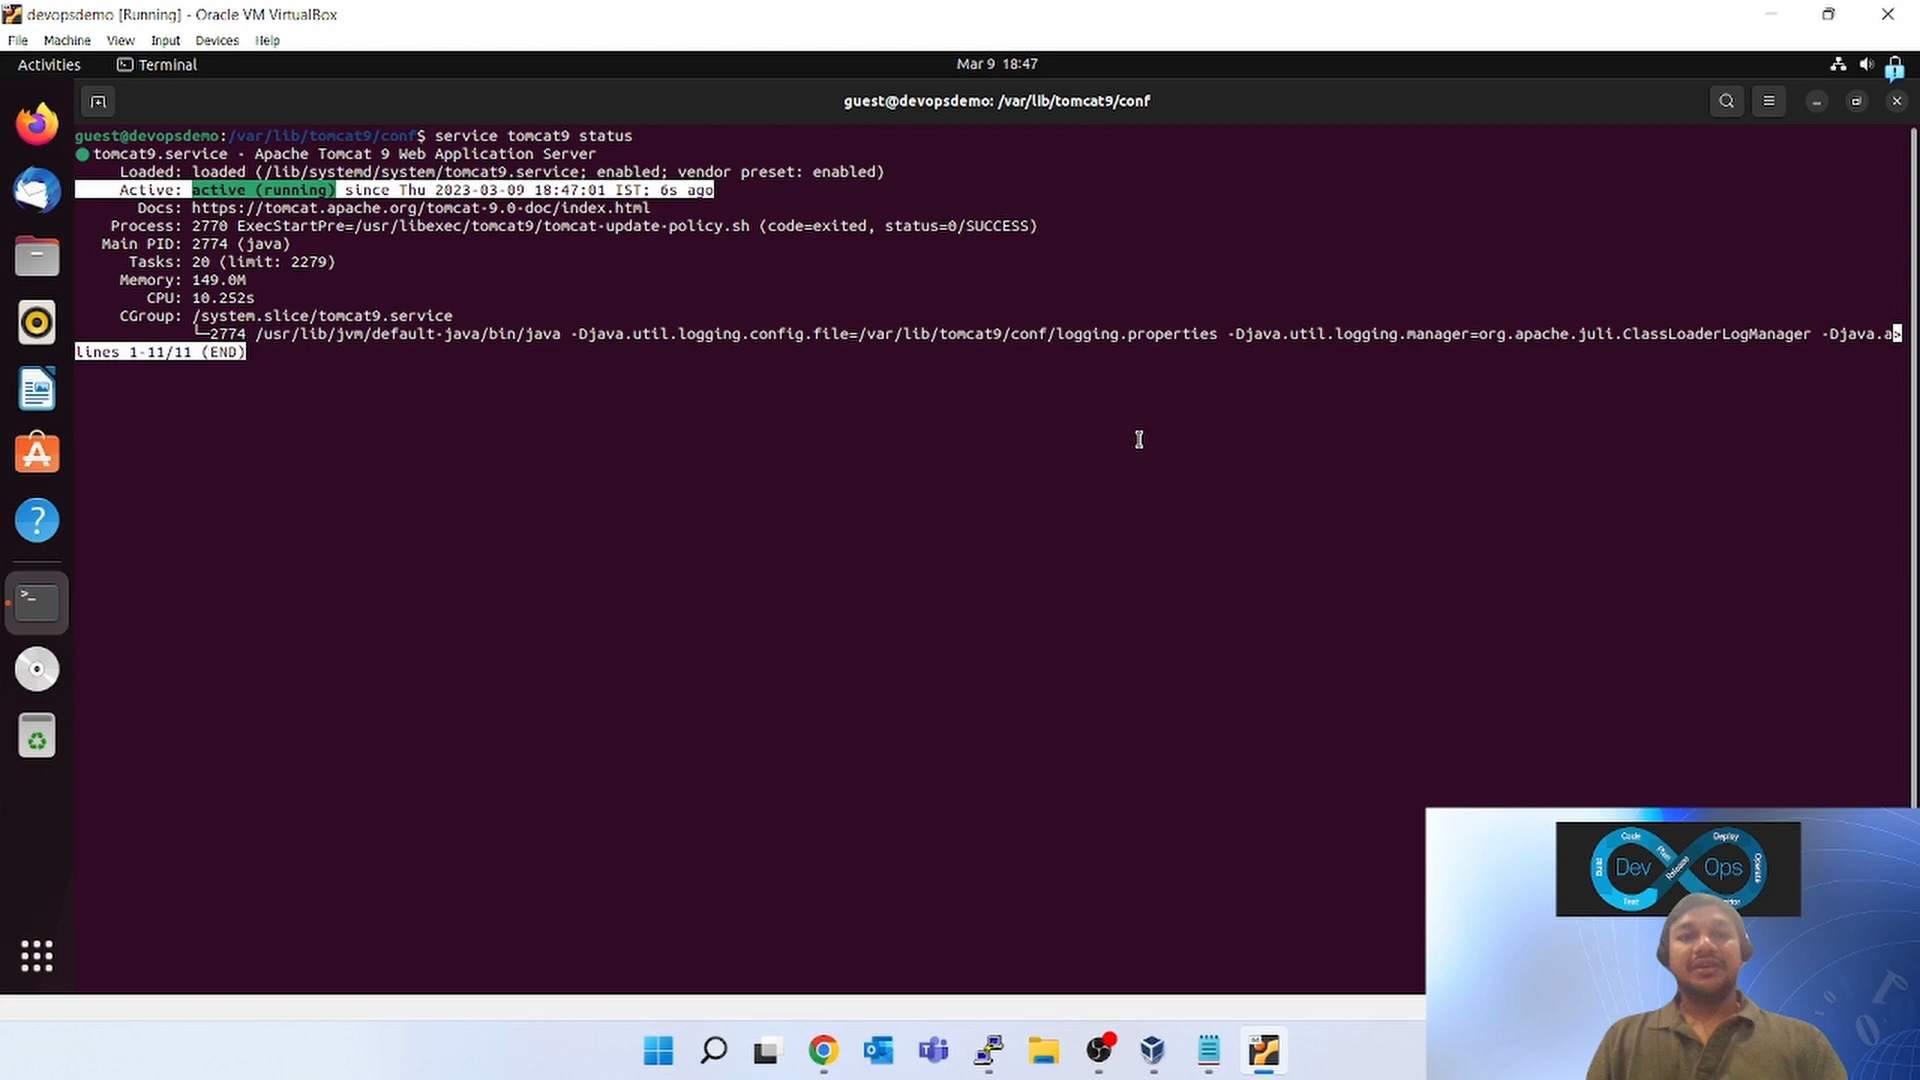 devopsdemo [Running] - Oracle VM VirtualBox
File Machine View Input Devices Help
Activities Terminal Mar 9 18:47
guest@devopsdemo: /var/lib/tomcat9/conf
guest@devopsdemo:/var/lib/tomcat9/conf$ service tomcat9 status
tomcat9.service - Apache Tomcat 9 Web Application Server
Loaded: loaded (/lib/systemd/system/tomcat9.service; enabled; vendor preset: enabled)
Active: active (running) since Thu 2023-03-09 18:47:01 IST; 6s ago
Docs: https://tomcat.apache.org/tomcat-9.0-doc/index.html
Process: 2770 ExecStartPre=/usr/libexec/tomcat9/tomcat-update-policy.sh (code=exited, status=0/SUCCESS)
Main PID: 2774 (java)
Tasks: 20 (limit: 2279)
Memory: 149.0M
CPU: 10.252s
CGroup: /system.slice/tomcat9.service
└─2774 /usr/lib/jvm/default-java/bin/java -Djava.util.logging.config.file=/var/lib/tomcat9/conf/logging.properties -Djava.util.logging.manager=org.apache.juli.ClassLoaderLogManager -Djava.a>
lines 1-11/11 (END)
Code Plan Deploy
Dev Release Ops Operate
Build Test